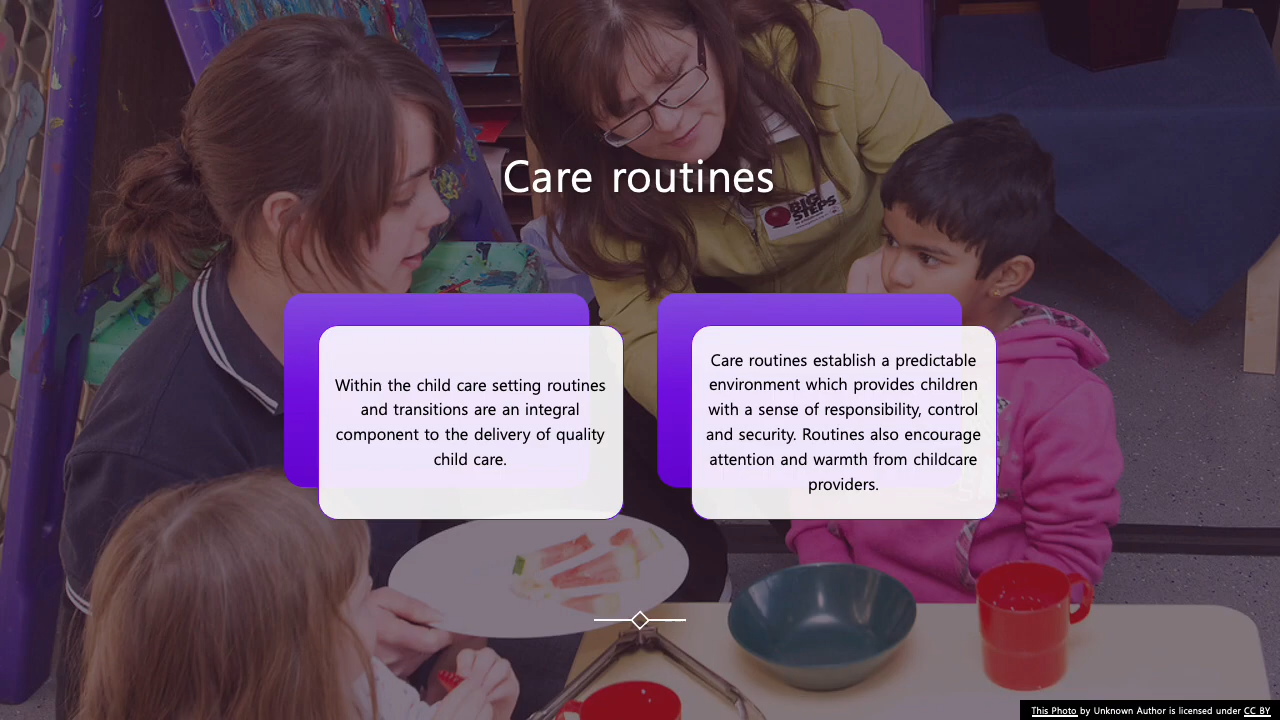 Care routines
BIG
STEPS
Within the child care setting routines
and transitions are an integral
component to the delivery of quality
child care.
Care routines establish a predictable
environment which provides children
with a sense of responsibility, control
and security. Routines also encourage
attention and warmth from childcare
providers.
This Photo by Unknown Author is licensed under CC BY